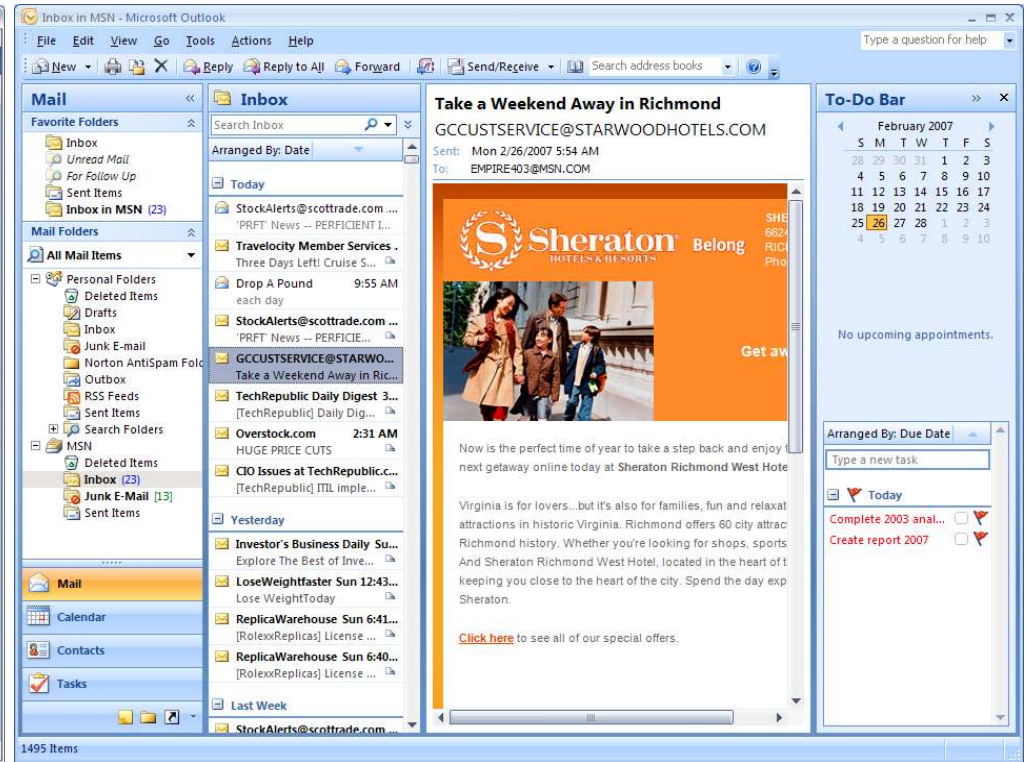 Inbox in MSN - Microsoft Outlook
File Edit View Go Tools Actions Help
Type a question for help
New Reply Reply to All Forward Send/Receive Search address books
Mail
Favorite Folders
Inbox
Unread Mail
For Follow Up
Sent Items
Inbox in MSN (23)
Mail Folders
All Mail Items
Personal Folders
Deleted Items
Drafts
Inbox
Junk E-mail
Norton AntiSpam Fol
Outbox
RSS Feeds
Sent Items
Search Folders
MSN
Deleted Items
Inbox (23)
Junk E-Mail [13]
Sent Items
Mail
Calendar
Contacts
Tasks
Inbox
Search Inbox
Arranged By: Date
Today
StockAlerts@scottrade.com ....
'PRFT' News -- PERFICIENT I...
Travelocity Member Services .
Three Days Left! Cruise S...
Drop A Pound 9:55 AM
each day
StockAlerts@scottrade.com ...
'PRFT' News -- PERFICIE...
GCCUSTSERVICE@STARWO...
Take a Weekend Away in Ric...
TechRepublic Daily Digest 3...
[TechRepublic] Daily Dig...
Overstock.com 2:31 AM
HUGE PRICE CUTS
CIO Issues at TechRepublic.c...
[TechRepublic] ITIL imple...
Yesterday
Investor's Business Daily Su...
Explore The Best of Inve...
LoseWeightfaster Sun 12:43...
Lose WeightToday
ReplicaWarehouse Sun 6:41...
[RolexxReplicas] License ...
ReplicaWarehouse Sun 6:40...
[RolexxReplicas] License ...
Last Week
StockAlerts@scottrade.com ...
Take a Weekend Away in Richmond
GCCUSTSERVICE@STARWOODHOTELS.COM
Sent: Mon 2/26/2007 5:54 AM
To: EMPIRE403@MSN.COM
S Sheraton Belong
HOTELS & RESORTS
SHE
6624
RIC
Pho
Get aw
Now is the perfect time of year to take a step back and enjoy
next getaway online today at Sheraton Richmond West Hote
Virginia is for lovers...but it's also for families, fun and relaxat
attractions in historic Virginia. Richmond offers 60 city attrac
Richmond history. Whether you're looking for shops, sports
And Sheraton Richmond West Hotel, located in the heart of t
keeping you close to the heart of the city. Spend the day exp
Sheraton.
Click here to see all of our special offers.
To-Do Bar
February 2007
S M T W T F S
28 29 30 31 1 2 3
4 5 6 7 8 9 10
11 12 13 14 15 16 17
18 19 20 21 22 23 24
25 26 27 28 1 2 3
4 5 6 7 8 9 10
No upcoming appointments.
Arranged By: Due Date
Type a new task
Today
Complete 2003 anal...
Create report 2007
1495 Items